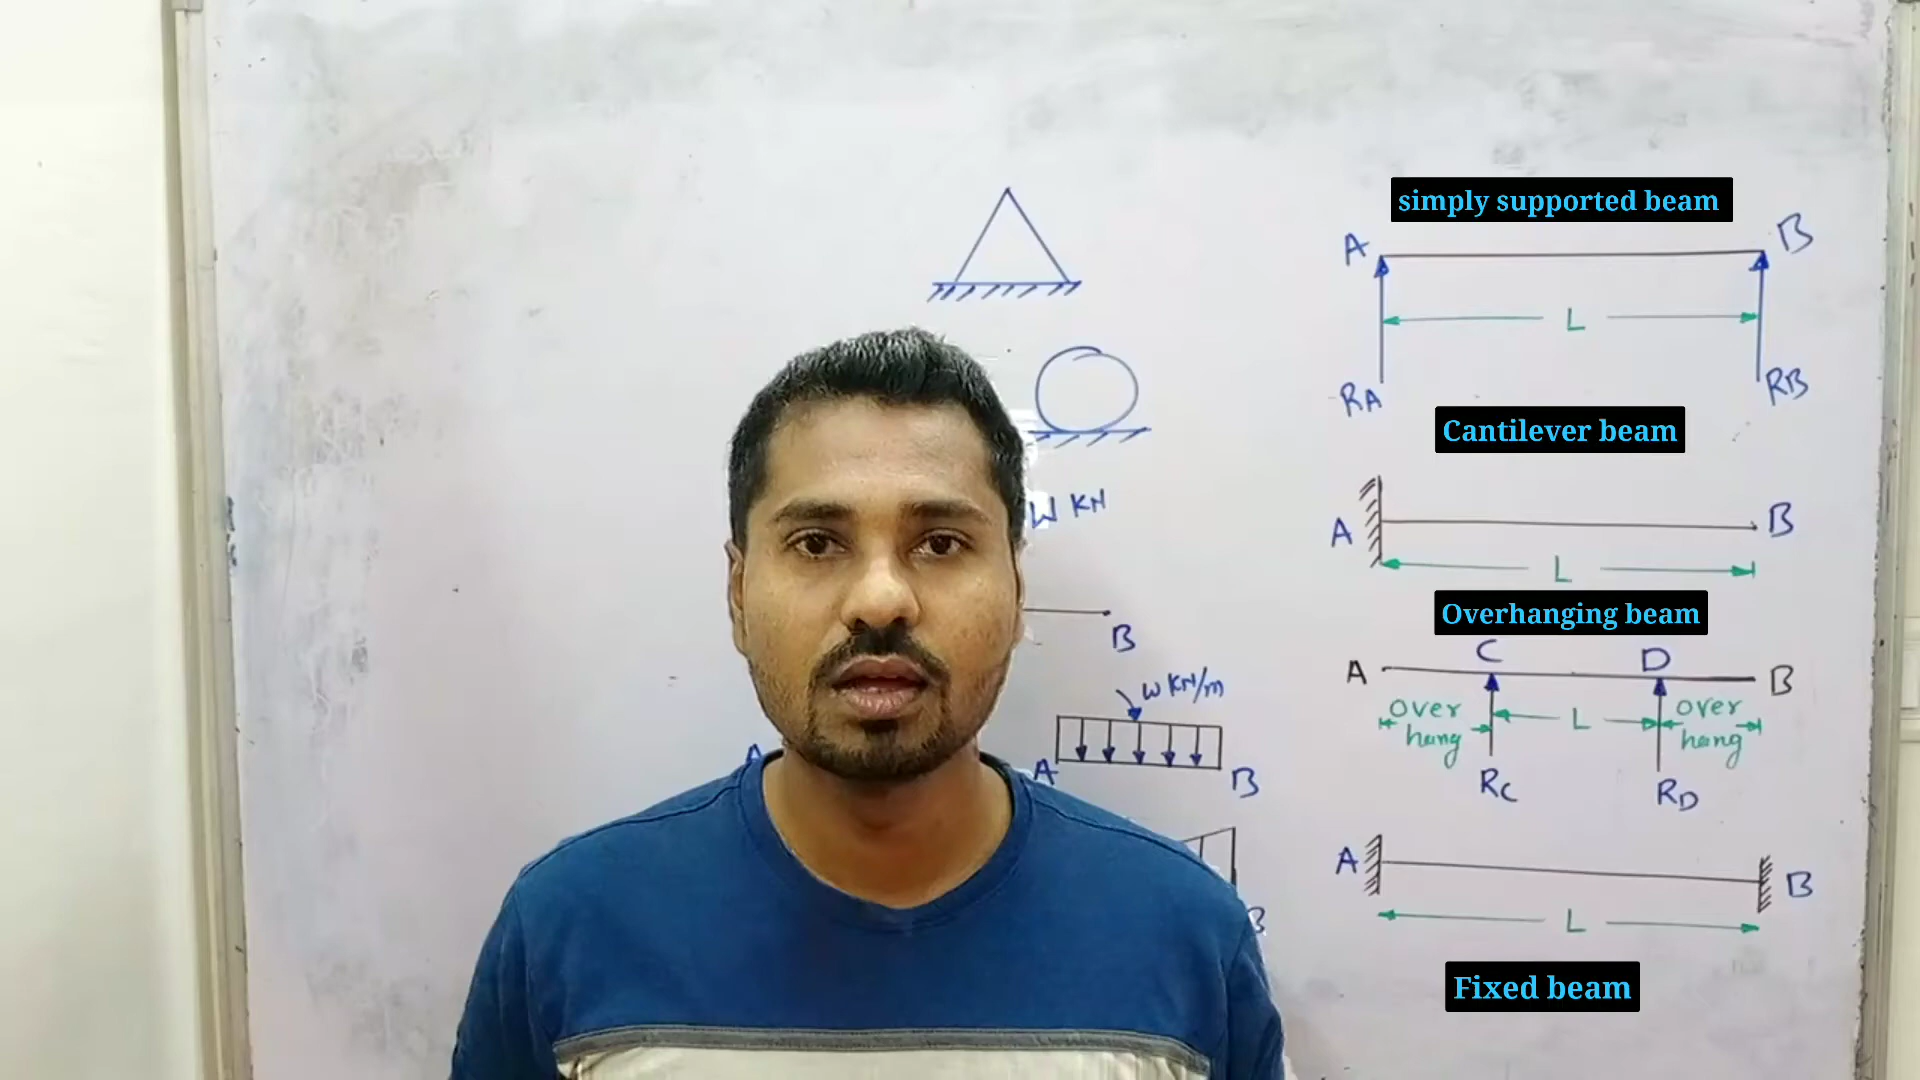 simply supported beam
A B
L
RA RB
Cantilever beam
A B
L
Overhanging beam
A C D B
over hang L over hang
RC RD
A B
L
Fixed beam
W KN
B
W KN/m
A
A B
B